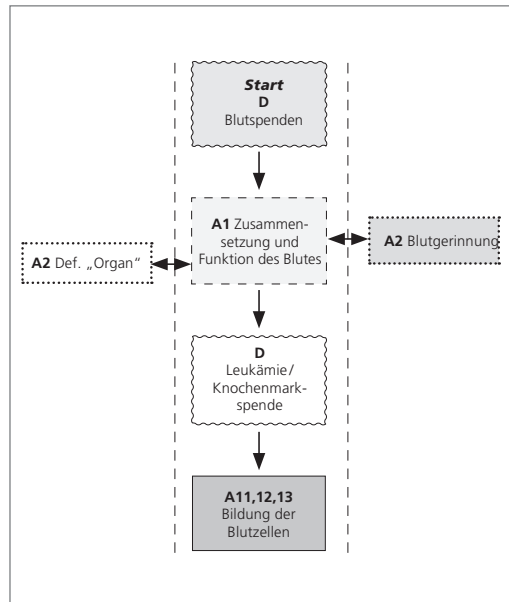 Start
D
Blutspenden
A1 Zusammen-
setzung und
Funktion des Blutes
A2 Blutgerinnung
A2 Def. „Organ“
D
Leukämie/
Knochenmark-
spende
A11,12,13
Bildung der
Blutzellen